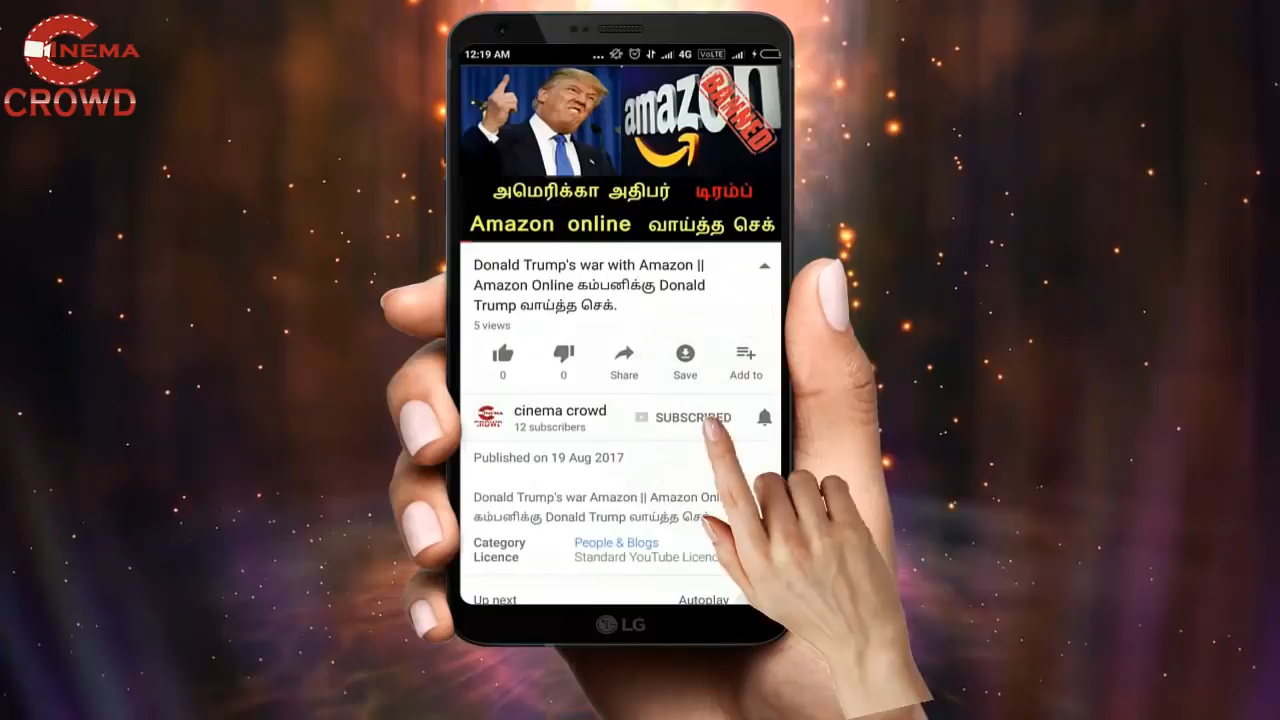 CINEMA
CROWD
12:19 AM
4G VoLTE
amazon
BANNED
அமெரிக்கா அதிபர் டிரம்ப்
Amazon online வாய்த்த செக்
Donald Trump's war with Amazon ||
Amazon Online கம்பனிக்கு Donald
Trump வாய்த்த செக்.
5 views
0 0 Share Save Add to
cinema crowd
SUBSCRIBED
12 subscribers
Published on 19 Aug 2017
Donald Trump's war Amazon || Amazon Onl
கம்பனிக்கு Donald Trump வாய்த்த செக்
Category People & Blogs
Licence Standard YouTube Licenc
Up next Autoplay
LG